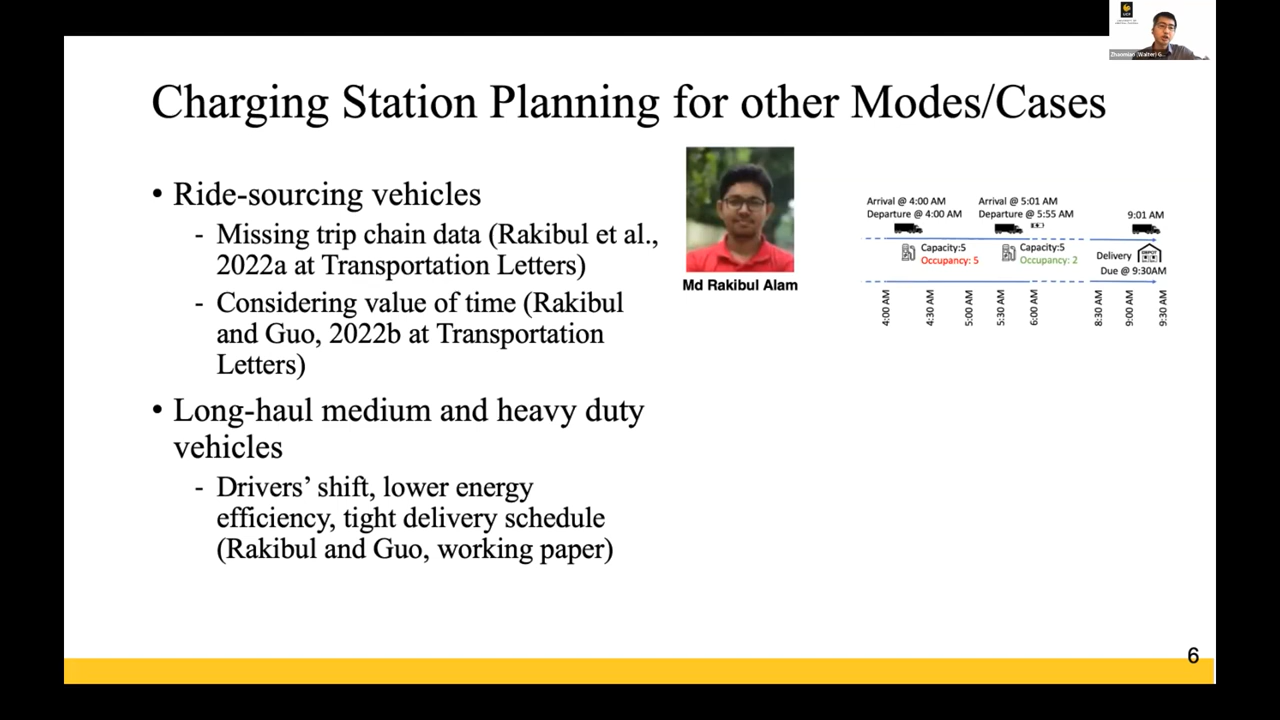 UCF
Zhaomian (Walter) G...
Charging Station Planning for other Modes/Cases
• Ride-sourcing vehicles
- Missing trip chain data (Rakibul et al.,
2022a at Transportation Letters)
- Considering value of time (Rakibul
and Guo, 2022b at Transportation
Letters)
• Long-haul medium and heavy duty
vehicles
- Drivers’ shift, lower energy
efficiency, tight delivery schedule
(Rakibul and Guo, working paper)
Md Rakibul Alam
Arrival @ 4:00 AM
Departure @ 4:00 AM
Arrival @ 5:01 AM
Departure @ 5:55 AM
9:01 AM
Capacity:5
Occupancy: 5
Capacity:5
Occupancy: 2
Delivery
DEPOT
Due @ 9:30AM
4:00 AM
4:30 AM
5:00 AM
5:30 AM
6:00 AM
8:30 AM
9:00 AM
9:30 AM
6